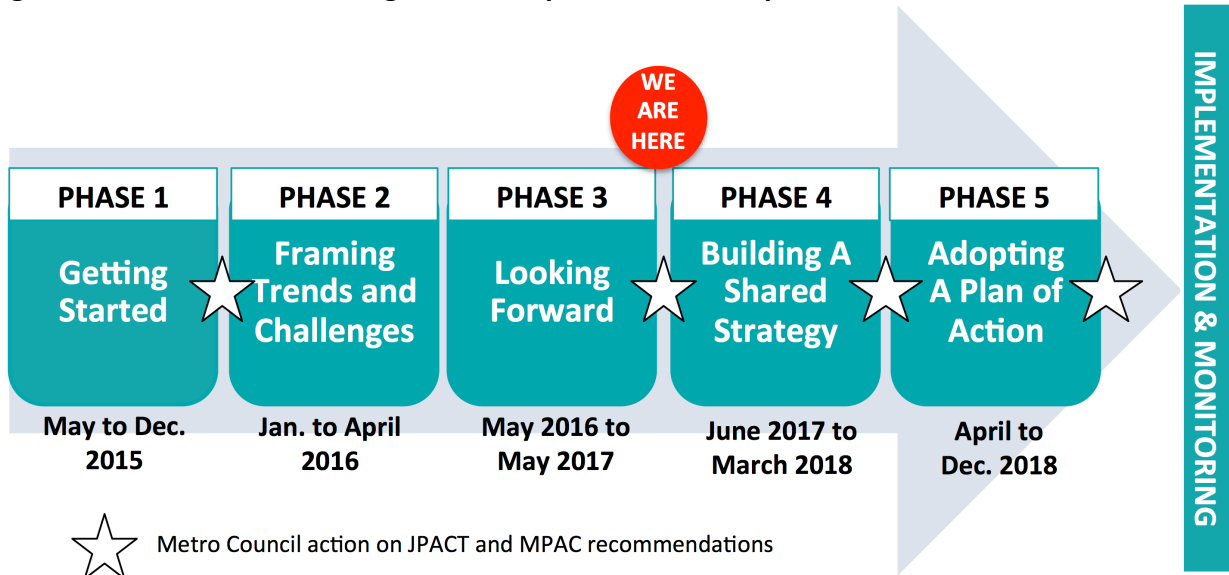 WE
ARE
HERE
PHASE 1
PHASE 2
PHASE 3
PHASE 4
PHASE 5
Getting
Started
Framing
Trends and
Challenges
Looking
Forward
Building A
Shared
Strategy
Adopting
A Plan of
Action
May to Dec.
2015
Jan. to April
2016
May 2016 to
May 2017
June 2017 to
March 2018
April to
Dec. 2018
IMPLEMENTATION & MONITORING
Metro Council action on JPACT and MPAC recommendations